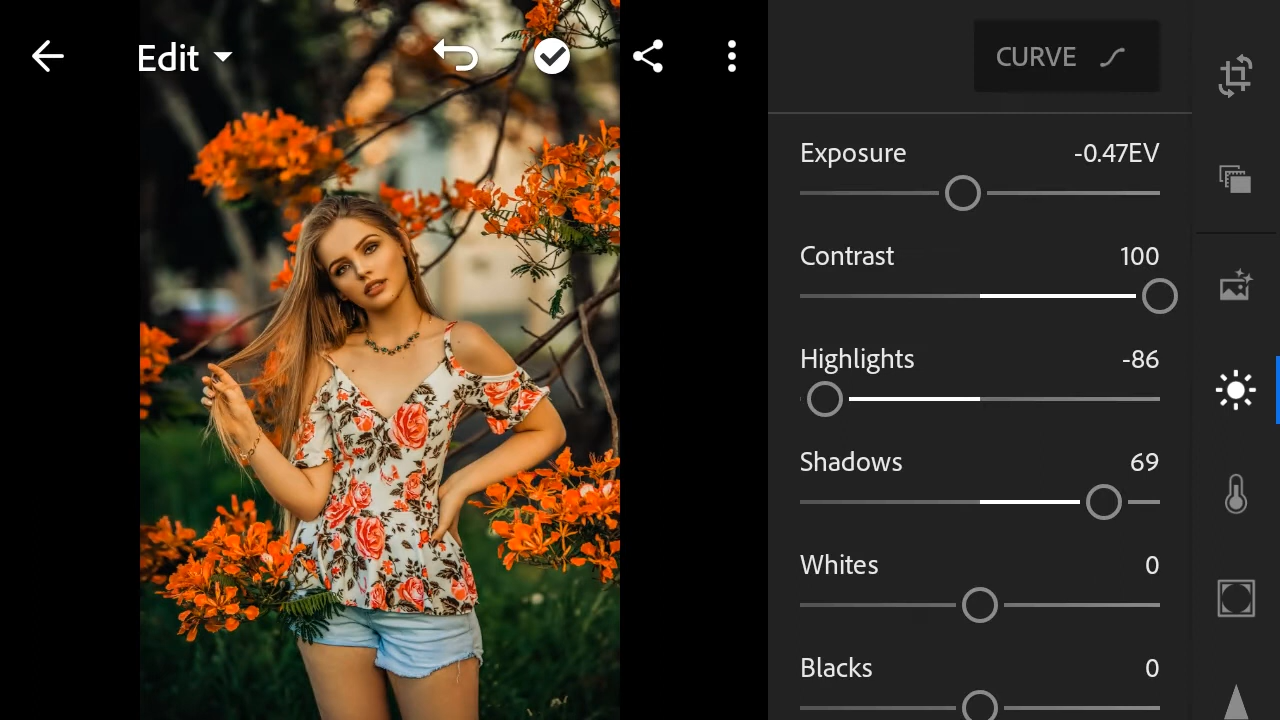 Edit
CURVE
Exposure -0.47EV
Contrast 100
Highlights -86
Shadows 69
Whites 0
Blacks 0